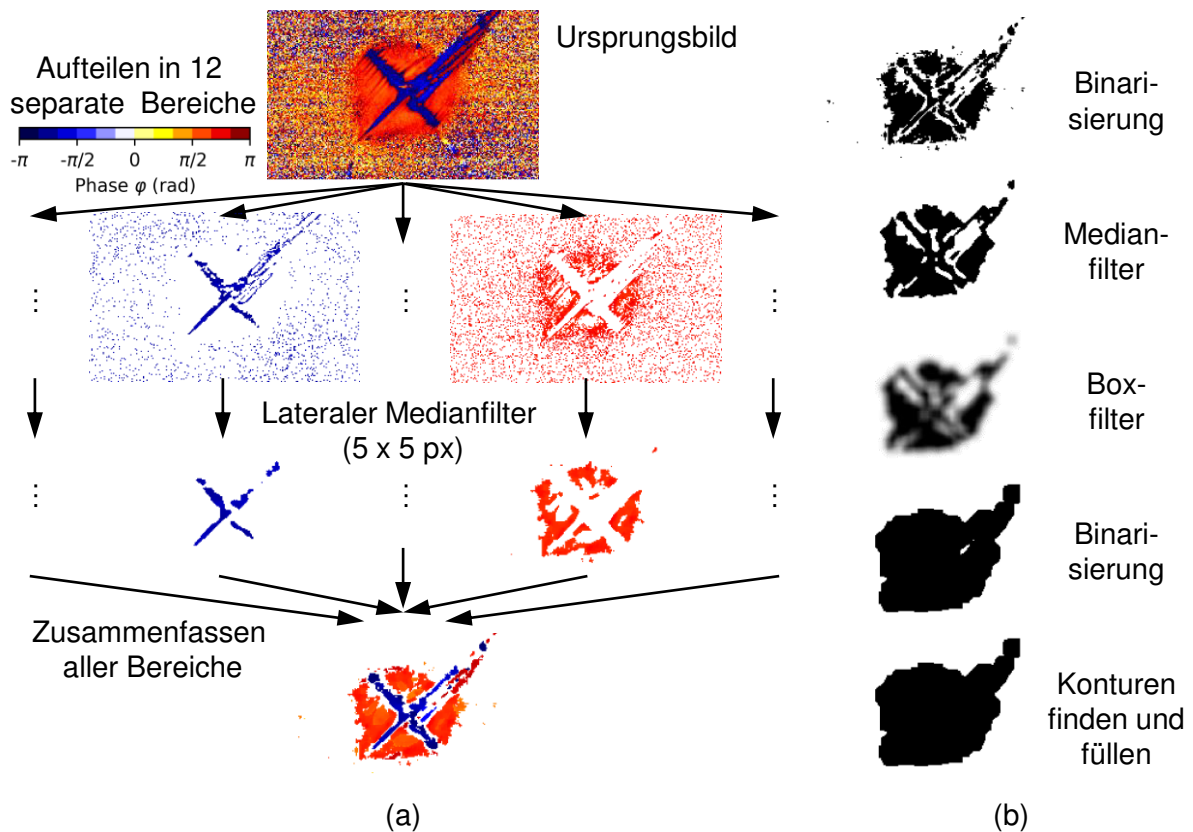 Ursprungsbild
Aufteilen in 12
separate Bereiche
-π -π/2 0 π/2 π
Phase φ (rad)
⋮ ⋮ ⋮
Lateraler Medianfilter
(5 x 5 px)
⋮ ⋮ ⋮
Zusammenfassen
aller Bereiche
(a)
Binari-
sierung
Median-
filter
Box-
filter
Binari-
sierung
Konturen
finden und
füllen
(b)